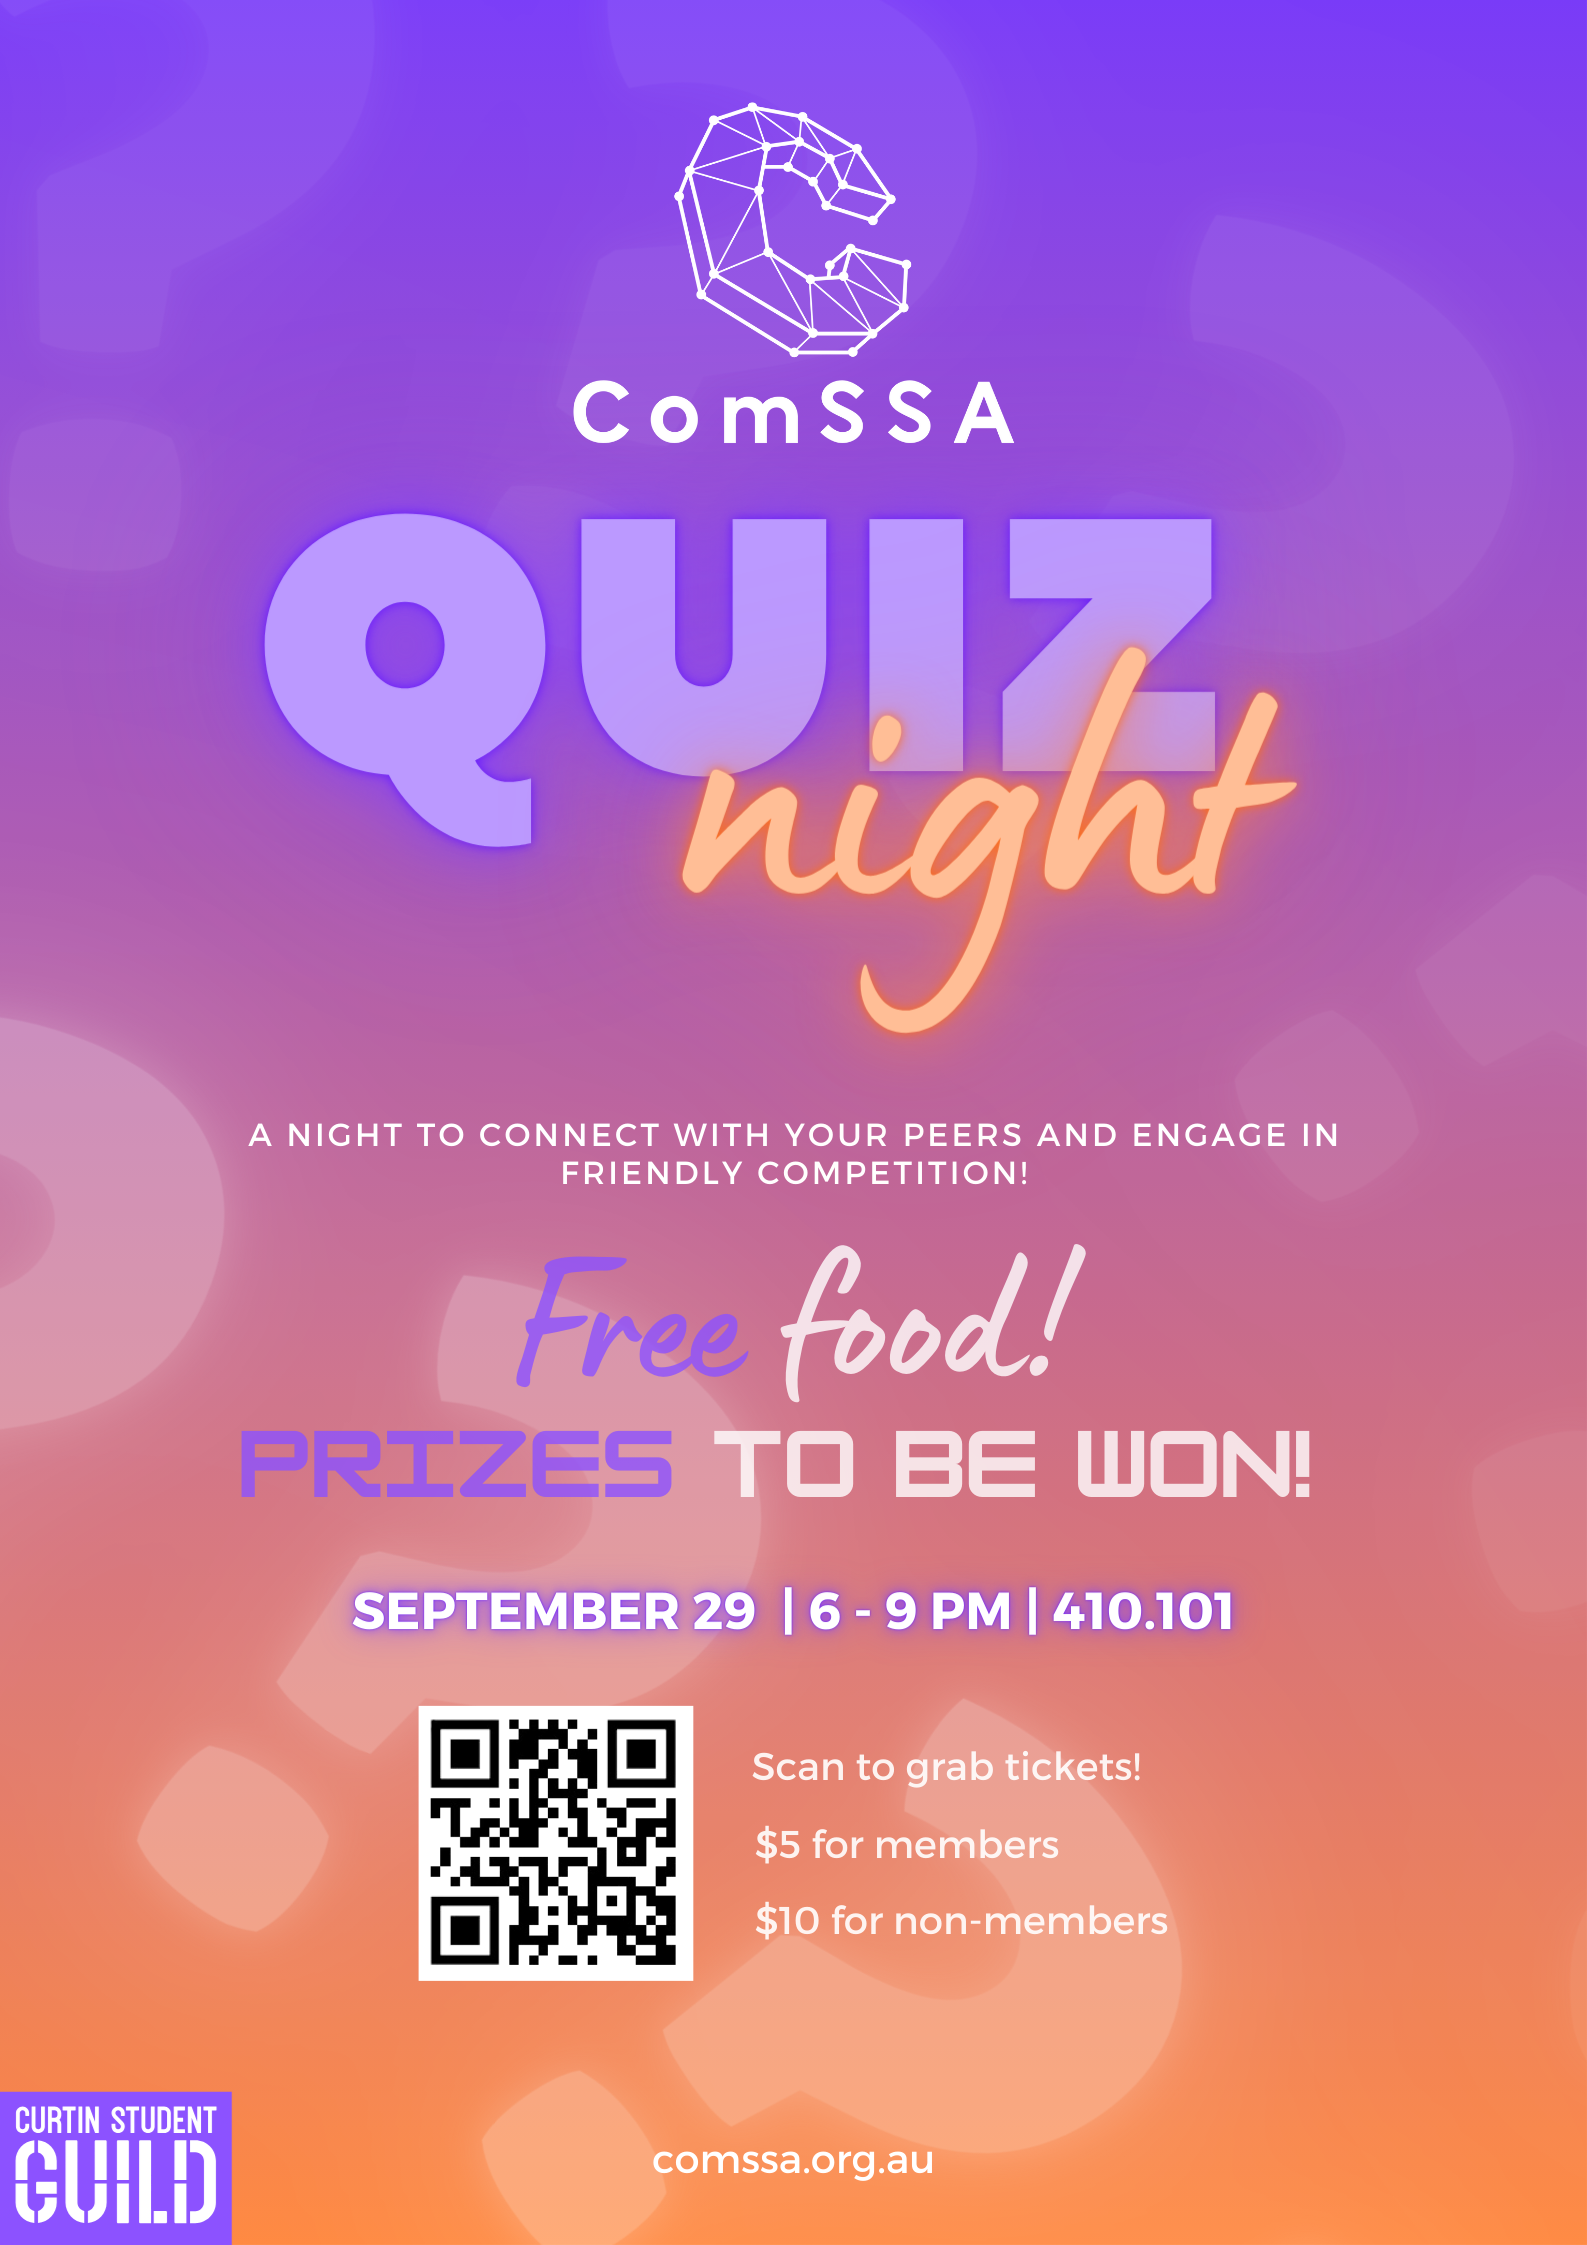 ComSSA
QUIZ
night
A NIGHT TO CONNECT WITH YOUR PEERS AND ENGAGE IN
FRIENDLY COMPETITION!
Free food!
PRIZES TO BE WON!
SEPTEMBER 29 | 6 - 9 PM | 410.101
Scan to grab tickets!
$5 for members
$10 for non-members
CURTIN STUDENT
GUILD
comssa.org.au